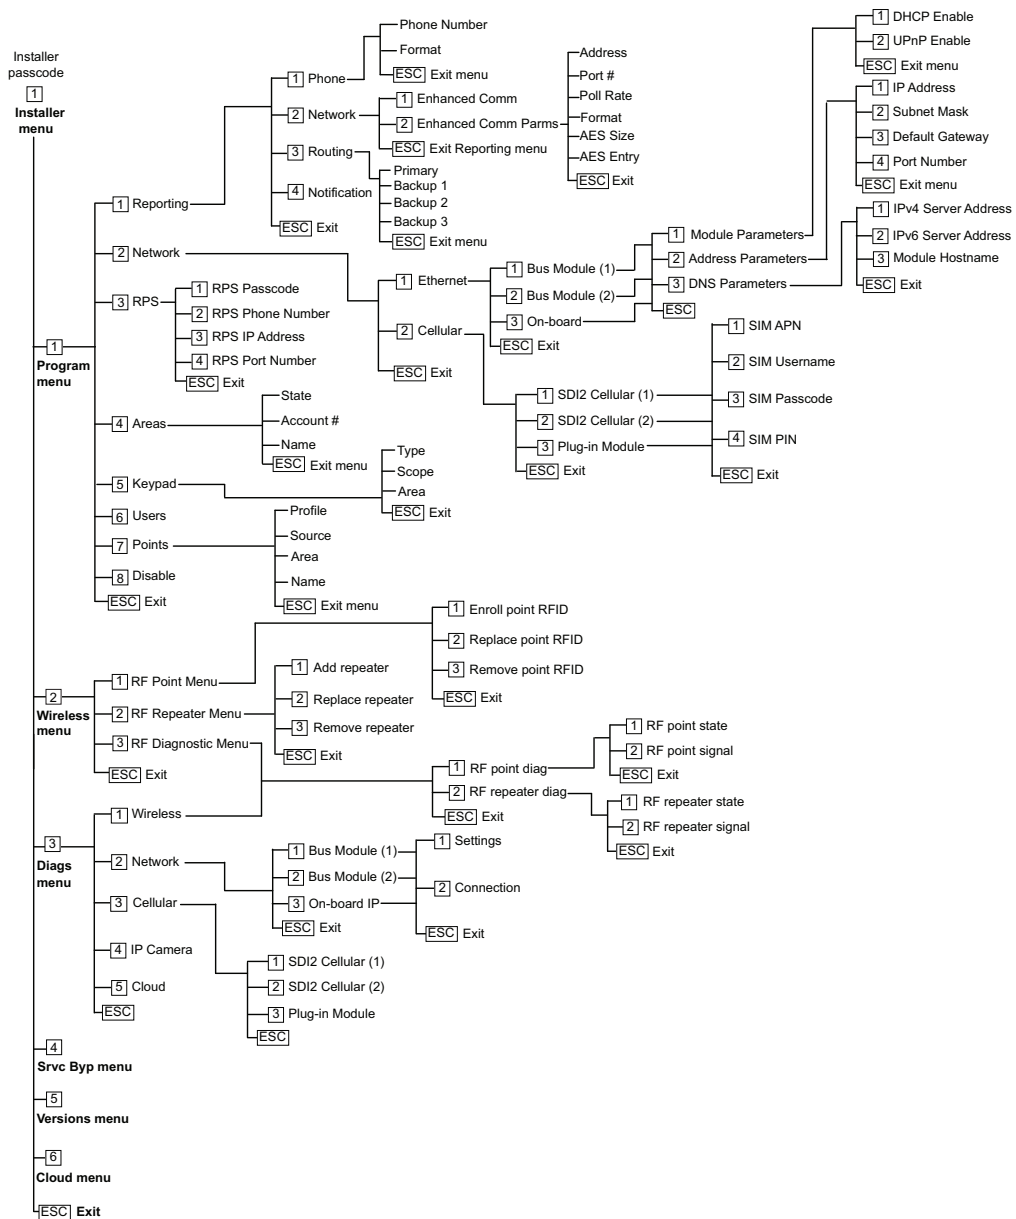 Installer
passcode
1
Installer
menu
1
Program
menu
1 Reporting
1 Phone
Phone Number
Format
ESC Exit menu
2 Network
1 Enhanced Comm
2 Enhanced Comm Parms
Address
Port #
Poll Rate
Format
AES Size
AES Entry
ESC Exit
ESC Exit Reporting menu
3 Routing
Primary
Backup 1
Backup 2
Backup 3
ESC Exit menu
4 Notification
ESC Exit
2 Network
1 Ethernet
1 Bus Module (1)
2 Bus Module (2)
3 On-board
ESC Exit
1 Module Parameters
1 DHCP Enable
2 UPnP Enable
ESC Exit menu
2 Address Parameters
1 IP Address
2 Subnet Mask
3 Default Gateway
4 Port Number
ESC Exit menu
3 DNS Parameters
1 IPv4 Server Address
2 IPv6 Server Address
3 Module Hostname
ESC Exit
ESC
2 Cellular
1 SDI2 Cellular (1)
2 SDI2 Cellular (2)
3 Plug-in Module
ESC Exit
1 SIM APN
2 SIM Username
3 SIM Passcode
4 SIM PIN
ESC Exit
ESC Exit
3 RPS
1 RPS Passcode
2 RPS Phone Number
3 RPS IP Address
4 RPS Port Number
ESC Exit
4 Areas
State
Account #
Name
ESC Exit menu
5 Keypad
Type
Scope
Area
ESC Exit
6 Users
7 Points
Profile
Source
Area
Name
ESC Exit menu
8 Disable
ESC Exit
2
Wireless
menu
1 RF Point Menu
1 Enroll point RFID
2 Replace point RFID
3 Remove point RFID
ESC Exit
2 RF Repeater Menu
1 Add repeater
2 Replace repeater
3 Remove repeater
ESC Exit
3 RF Diagnostic Menu
ESC Exit
3
Diags
menu
1 Wireless
1 RF point diag
1 RF point state
2 RF point signal
ESC Exit
2 RF repeater diag
1 RF repeater state
2 RF repeater signal
ESC Exit
ESC Exit
2 Network
1 Bus Module (1)
2 Bus Module (2)
3 On-board IP
ESC Exit
1 Settings
2 Connection
ESC Exit
3 Cellular
1 SDI2 Cellular (1)
2 SDI2 Cellular (2)
3 Plug-in Module
ESC
4 IP Camera
5 Cloud
ESC
4
Srvc Byp menu
5
Versions menu
6
Cloud menu
ESC Exit